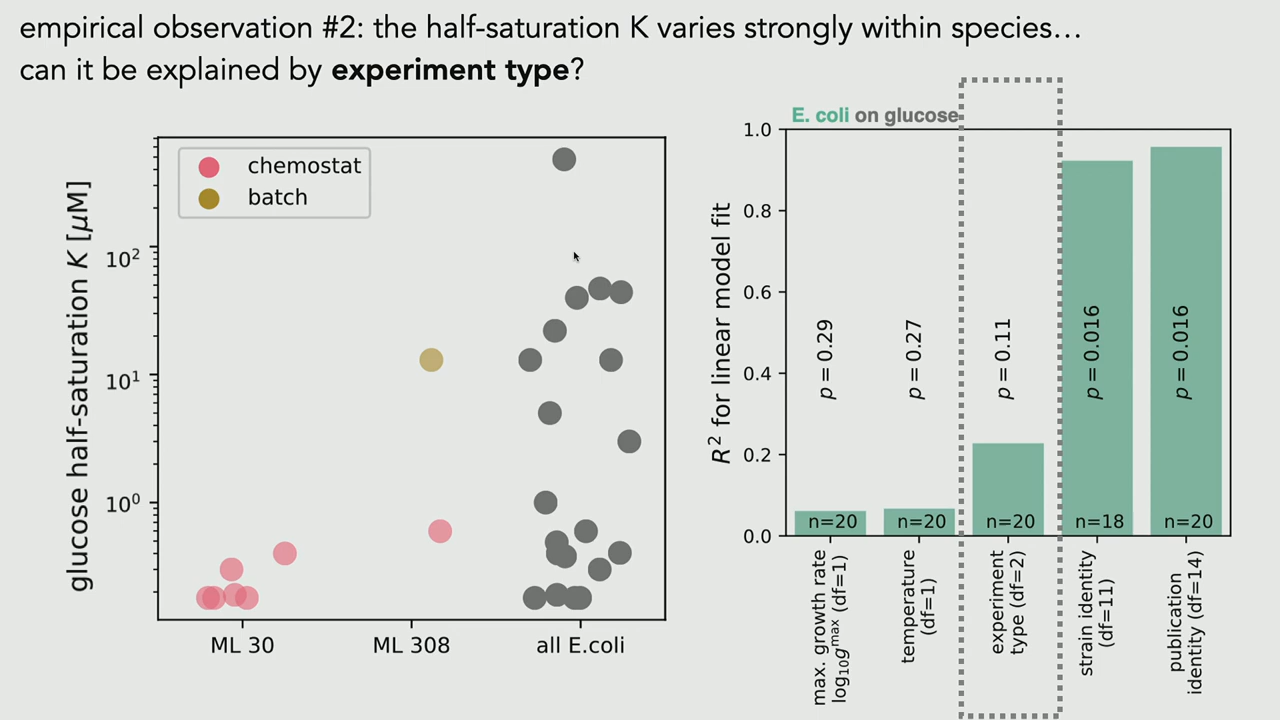 empirical observation #2: the half-saturation K varies strongly within species…
can it be explained by experiment type?
chemostat
batch
glucose half-saturation K [μM]
10²
10¹
10⁰
ML 30
ML 308
all E.coli
E. coli on glucose
R² for linear model fit
1.0
0.8
0.6
0.4
0.2
0.0
p = 0.29
p = 0.27
p = 0.11
p = 0.016
p = 0.016
n=20
n=20
n=20
n=18
n=20
max. growth rate
log₁₀gᵐᵃˣ (df=1)
temperature
(df=1)
experiment
type (df=2)
strain identity
(df=11)
publication
identity (df=14)